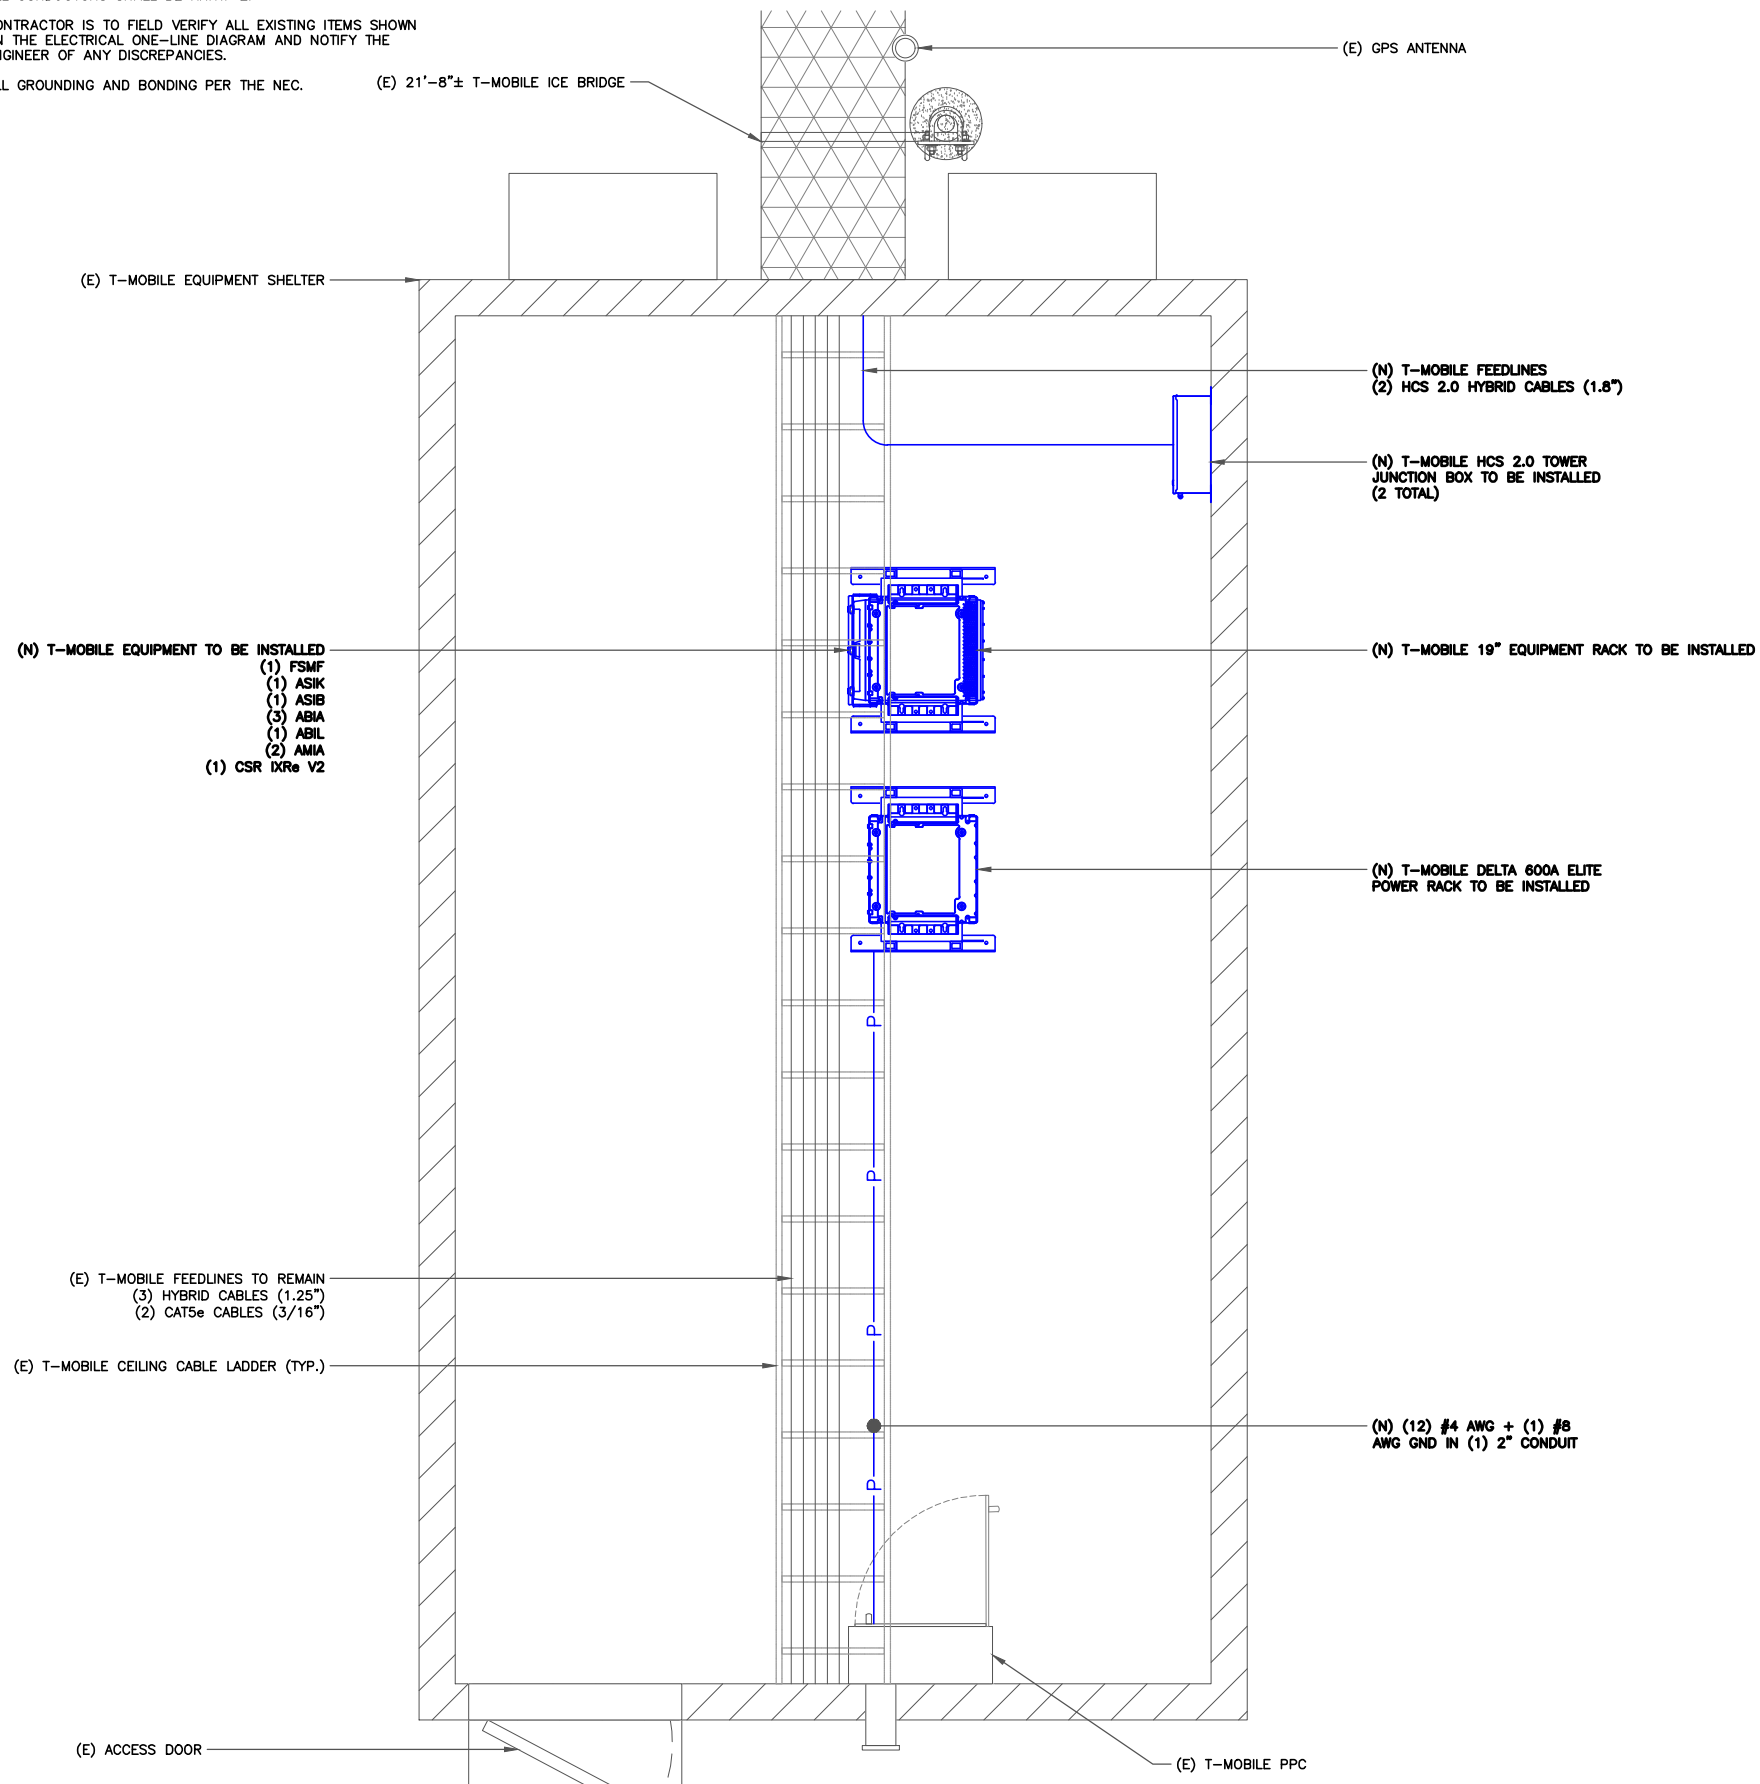 CONTRACTOR IS TO FIELD VERIFY ALL EXISTING ITEMS SHOWN
THE ELECTRICAL ONE-LINE DIAGRAM AND NOTIFY THE
ENGINEER OF ANY DISCREPANCIES.
GROUNDING AND BONDING PER THE NEC.
(E) 21'-8"± T-MOBILE ICE BRIDGE
(E) GPS ANTENNA
(E) T-MOBILE EQUIPMENT SHELTER
(N) T-MOBILE FEEDLINES
(2) HCS 2.0 HYBRID CABLES (1.8")
(N) T-MOBILE HCS 2.0 TOWER
JUNCTION BOX TO BE INSTALLED
(2 TOTAL)
(N) T-MOBILE EQUIPMENT TO BE INSTALLED
(1) FSMF
(1) ASIK
(1) ASIB
(3) ABIA
(1) ABIL
(2) AMIA
(1) CSR IXRe V2
(N) T-MOBILE 19" EQUIPMENT RACK TO BE INSTALLED
(N) T-MOBILE DELTA 600A ELITE
POWER RACK TO BE INSTALLED
P
P
P
P
(E) T-MOBILE FEEDLINES TO REMAIN
(3) HYBRID CABLES (1.25")
(2) CAT5e CABLES (3/16")
(E) T-MOBILE CEILING CABLE LADDER (TYP.)
(N) (12) #4 AWG + (1) #8
AWG GND IN (1) 2" CONDUIT
(E) ACCESS DOOR
(E) T-MOBILE PPC